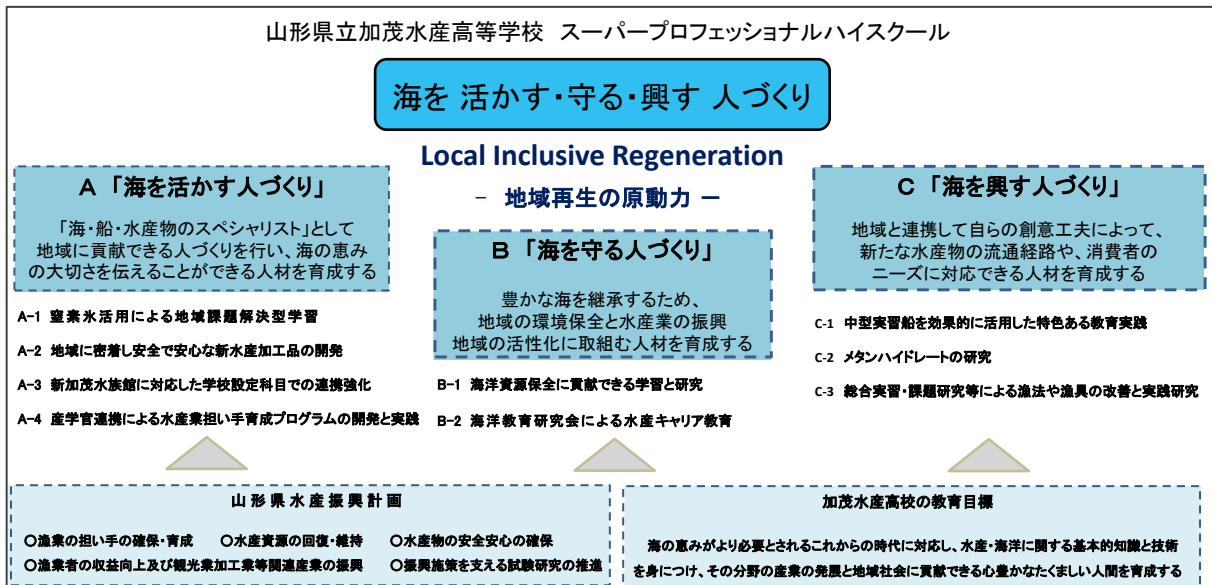 山形県立加茂水産高等学校 スーパープロフェッショナルハイスクール
海を 活かす・守る・興す 人づくり
Local Inclusive Regeneration
－ 地域再生の原動力 －
A 「海を活かす人づくり」
「海・船・水産物のスペシャリスト」として
地域に貢献できる人づくりを行い、海の恵み
の大切さを伝えることができる人材を育成する
A-1 窒素氷活用による地域課題解決型学習
A-2 地域に密着し安全で安心な新水産加工品の開発
A-3 新加茂水族館に対応した学校設定科目での連携強化
A-4 産学官連携による水産業担い手育成プログラムの開発と実践
B 「海を守る人づくり」
豊かな海を継承するため、
地域の環境保全と水産業の振興
地域の活性化に取組む人材を育成する
B-1 海洋資源保全に貢献できる学習と研究
B-2 海洋教育研究会による水産キャリア教育
C 「海を興す人づくり」
地域と連携して自らの創意工夫によって、
新たな水産物の流通経路や、消費者の
ニーズに対応できる人材を育成する
C-1 中型実習船を効果的に活用した特色ある教育実践
C-2 メタンハイドレートの研究
C-3 総合実習・課題研究等による漁法や漁具の改善と実践研究
山形県水産振興計画
○漁業の担い手の確保・育成 ○水産資源の回復・維持 ○水産物の安全安心の確保
○漁業者の収益向上及び観光業加工業等関連産業の振興 ○振興施策を支える試験研究の推進
加茂水産高校の教育目標
海の恵みがより必要とされるこれからの時代に対応し、水産・海洋に関する基本的知識と技術
を身につけ、その分野の産業の発展と地域社会に貢献できる心豊かなたくましい人間を育成する